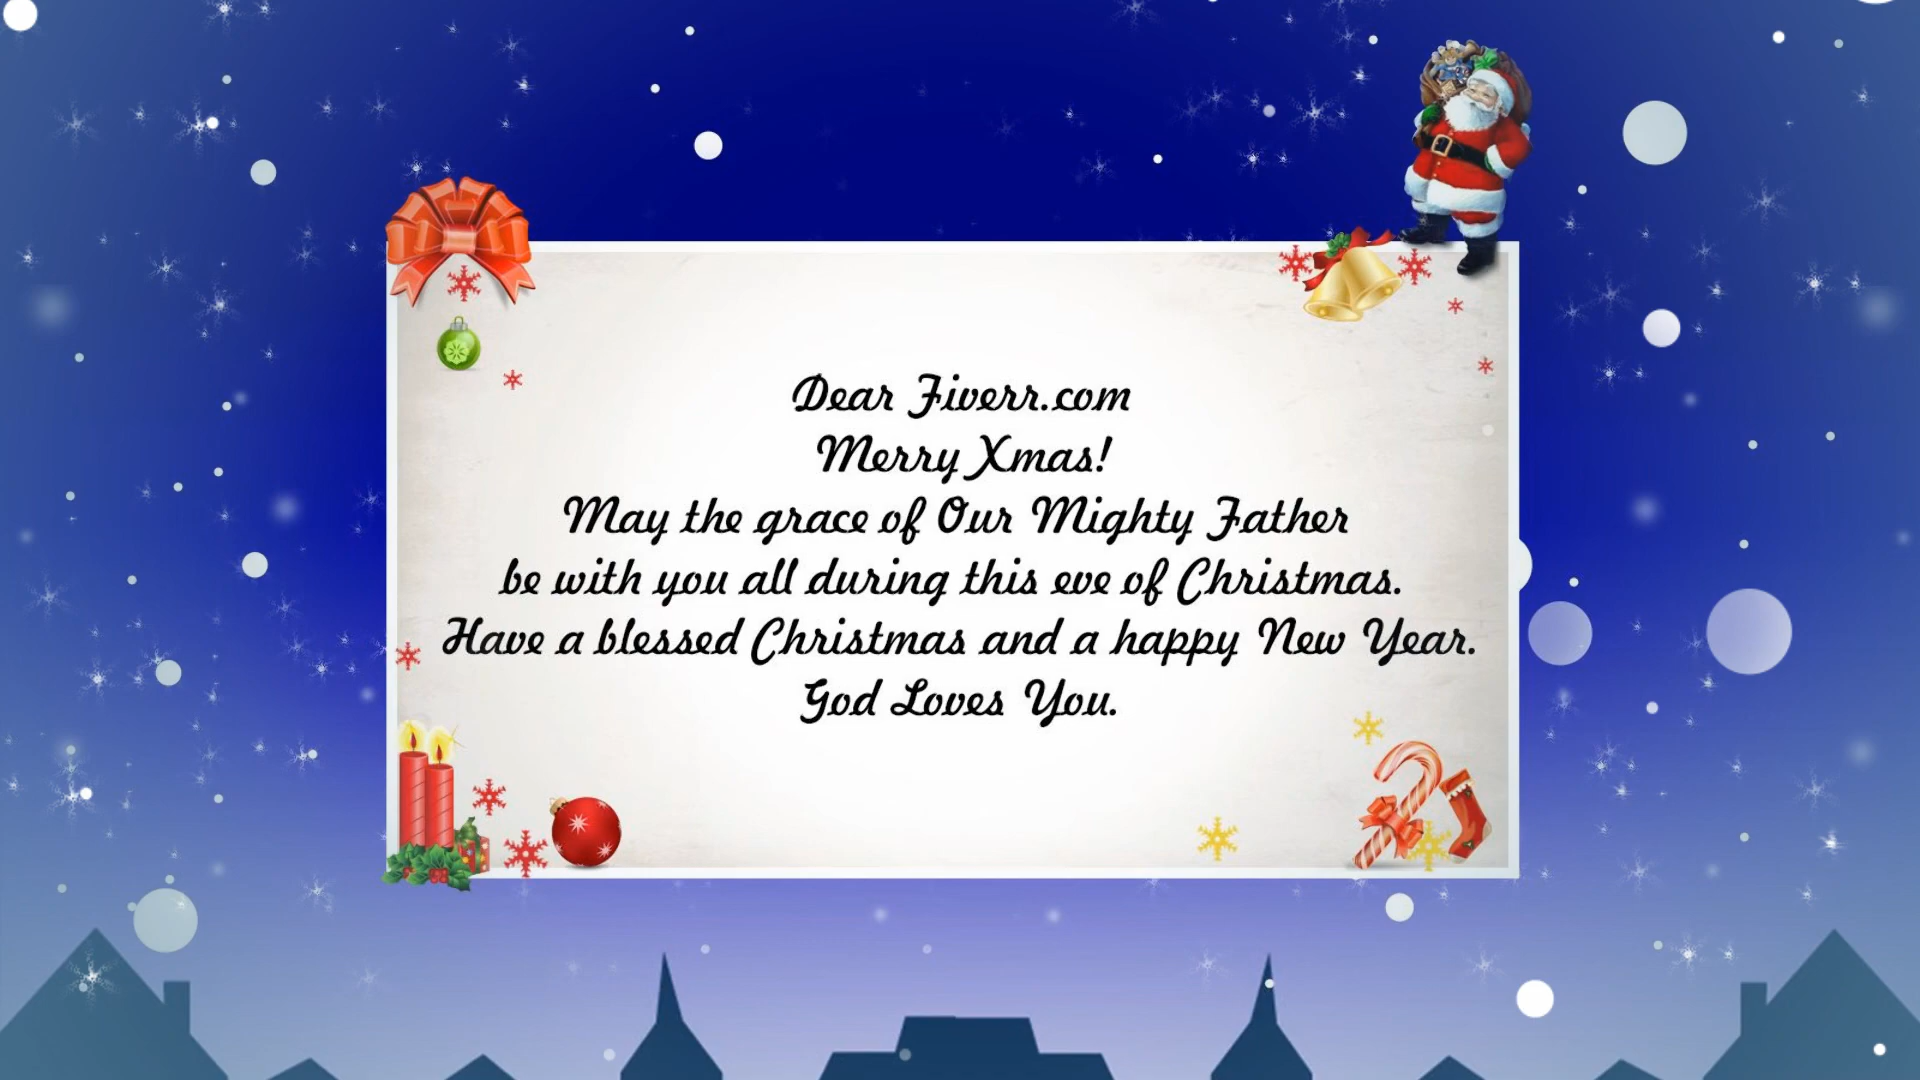 Dear Fiverr.com
Merry Xmas!
May the grace of Our Mighty Father
be with you all during this eve of Christmas.
Have a blessed Christmas and a happy New Year.
God Loves You.